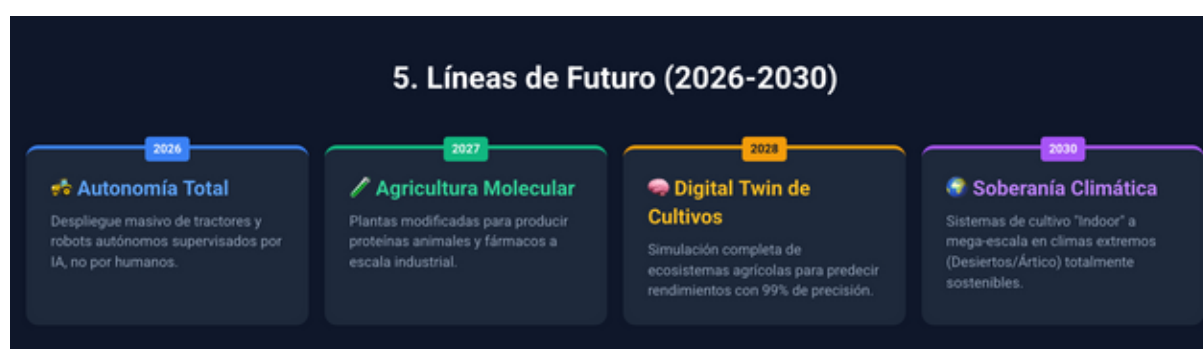 5. Líneas de Futuro (2026-2030)
2026
Autonomía Total
Despliegue masivo de tractores y
robots autónomos supervisados por
IA, no por humanos.
2027
Agricultura Molecular
Plantas modificadas para producir
proteínas animales y fármacos a
escala industrial.
2028
Digital Twin de
Cultivos
Simulación completa de
ecosistemas agrícolas para predecir
rendimientos con 99% de precisión.
2030
Soberanía Climática
Sistemas de cultivo "Indoor" a
mega-escala en climas extremos
(Desiertos/Ártico) totalmente
sostenibles.